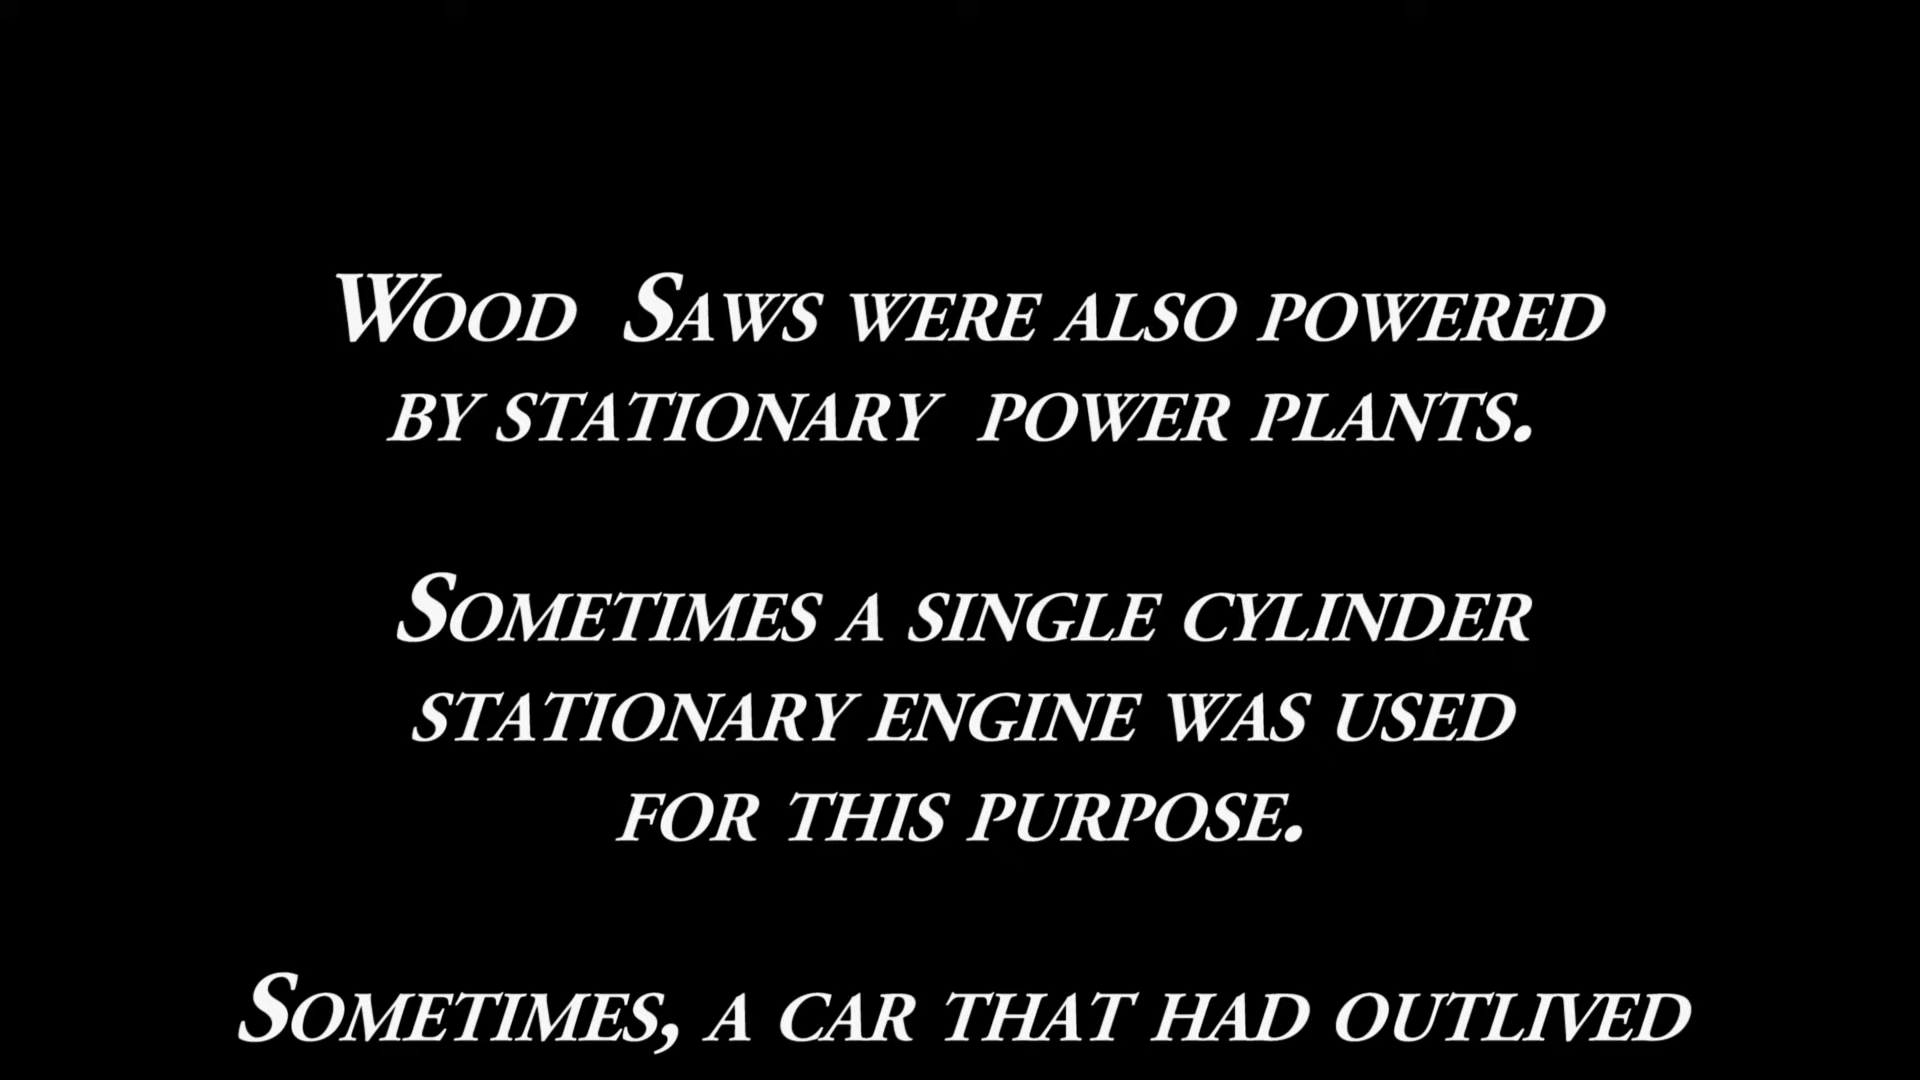 Wood  Saws were also powered
by stationary  power plants.
Sometimes a single cylinder
stationary engine was used
for this purpose.
Sometimes, a car that had outlived